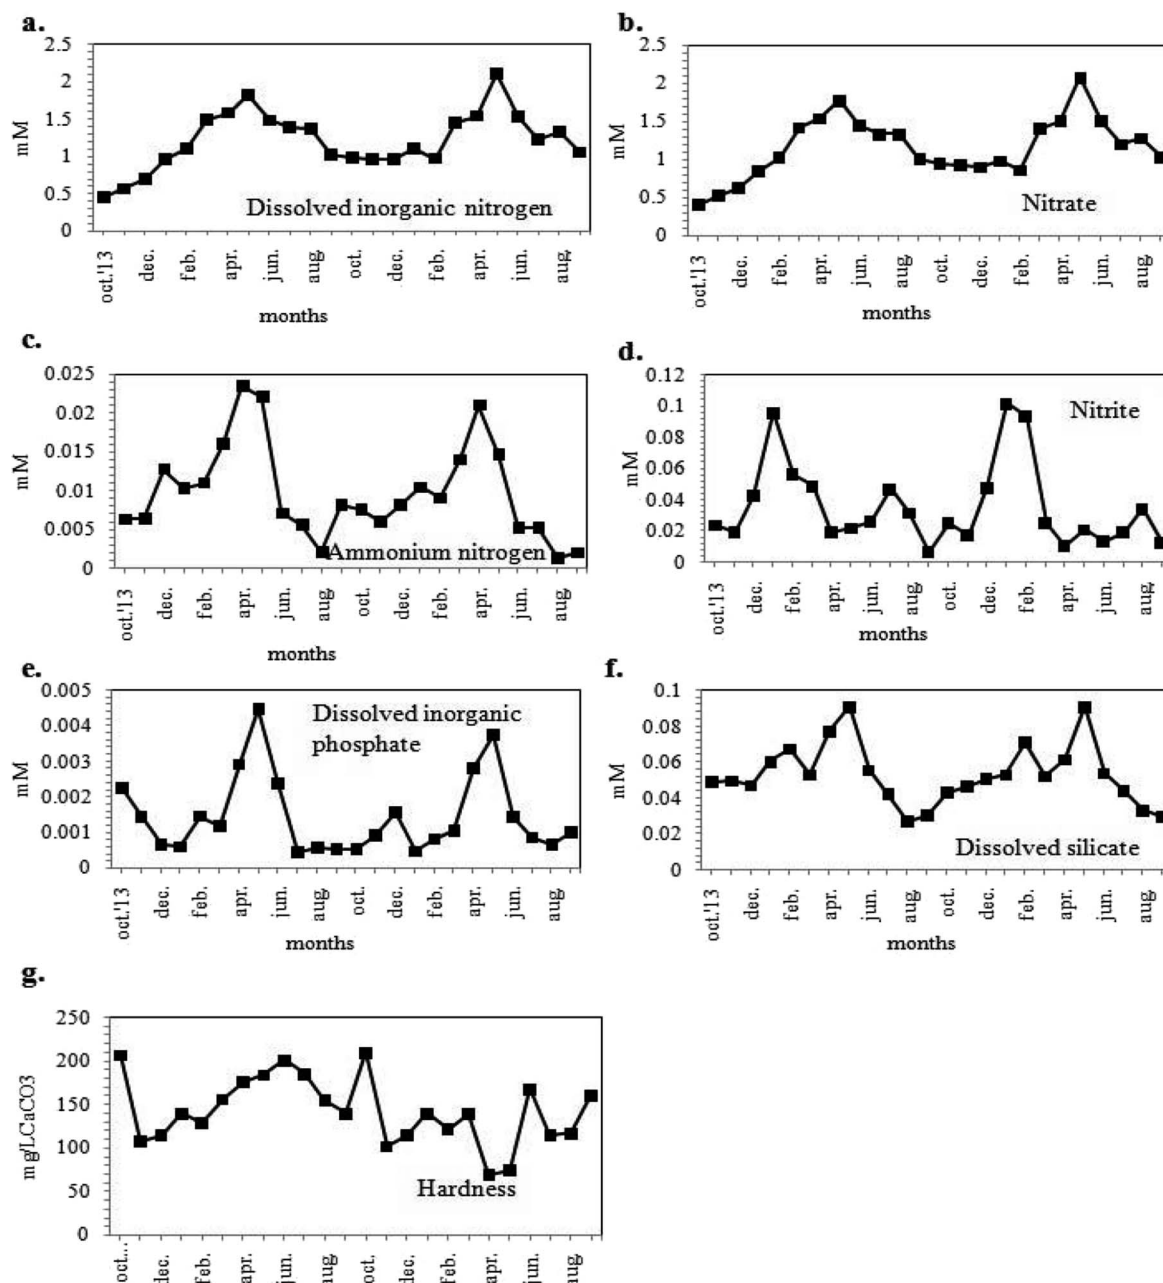 a.
2.5
2
1.5
1
0.5
0
mM
Dissolved inorganic nitrogen
oct.'13 dec. feb. apr. jun. aug. oct. dec. feb. apr. jun. aug.
months
b.
2.5
2
1.5
1
0.5
0
mM
Nitrate
oct.'13 dec. feb. apr. jun. aug. oct. dec. feb. apr. jun. aug.
months
c.
0.025
0.02
0.015
0.01
0.005
0
mM
Ammonium nitrogen
oct.'13 dec. feb. apr. jun. aug. oct. dec. feb. apr. jun. aug.
months
d.
0.12
0.1
0.08
0.06
0.04
0.02
0
mM
Nitrite
oct.'13 dec. feb. apr. jun. aug. oct. dec. feb. apr. jun. aug.
months
e.
0.005
0.004
0.003
0.002
0.001
0
mM
Dissolved inorganic
phosphate
oct.'13 dec. feb. apr. jun. aug. oct. dec. feb. apr. jun. aug.
months
f.
0.1
0.08
0.06
0.04
0.02
0
mM
Dissolved silicate
oct.'13 dec. feb. apr. jun. aug. oct. dec. feb. apr. jun. aug.
months
g.
250
200
150
100
50
0
mg/LCaCO3
Hardness
oct... dec. feb. apr. jun. aug. oct. dec. feb. apr. jun. aug.